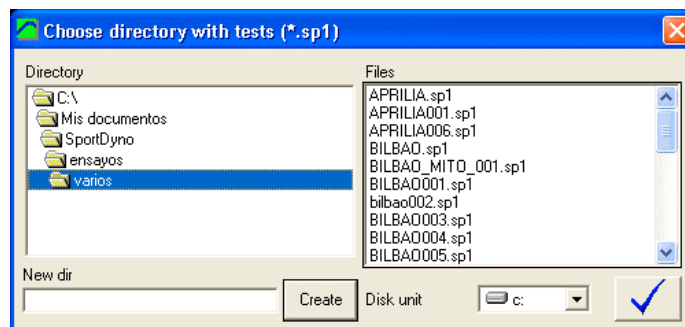 Choose directory with tests (*.sp1)
Directory
C:\
Mis documentos
SportDyno
ensayos
varios
Files
APRILIA.sp1
APRILIA001.sp1
APRILIA006.sp1
BILBAO.sp1
BILBAO_MITO_001.sp1
BILBAO001.sp1
bilbao002.sp1
BILBAO003.sp1
BILBAO004.sp1
BILBAO005.sp1
New dir
Create
Disk unit
c: